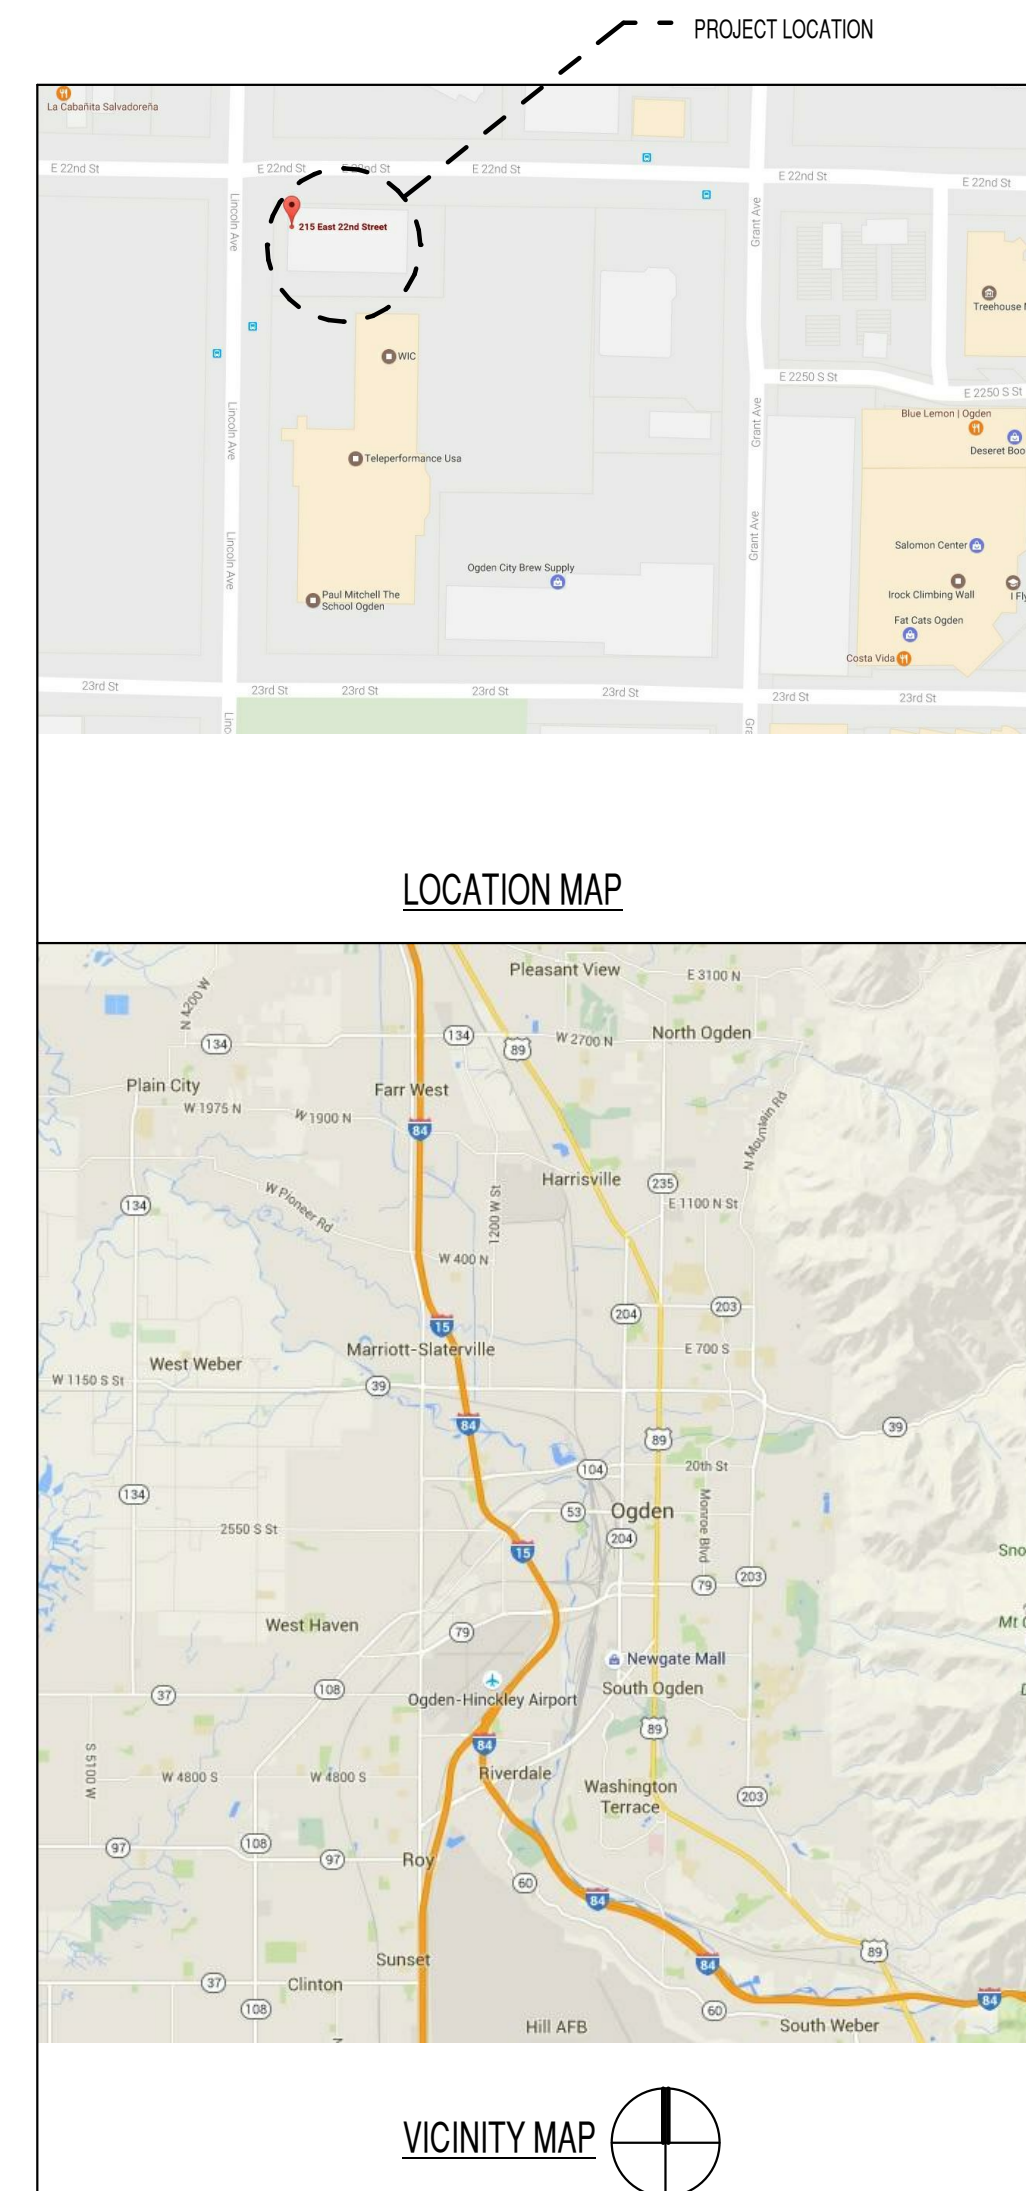 PROJECT LOCATION
La Cabañita Salvadoreña
E 22nd St
E 22nd St
E 22nd St
E 22nd St
E 22nd St
E 22nd St
Lincoln Ave
Grant Ave
215 East 22nd Street
Treehouse
WIC
E 2250 S St
E 2250 S St
Lincoln Ave
Grant Ave
Blue Lemon | Ogden
Deseret Boo
Teleperformance Usa
Lincoln Ave
Grant Ave
Salomon Center
Ogden City Brew Supply
Irock Climbing Wall
I Fly
Paul Mitchell The
School Ogden
Fat Cats Ogden
Costa Vida
23rd St
23rd St
23rd St
23rd St
23rd St
23rd St
23rd St
Linc
Gra
LOCATION MAP
Pleasant View
E 3100 N
N 4200 W
134
134
89
W 2700 N
North Ogden
Plain City
Farr West
W 1975 N
W 1900 N
84
N Mountain Rd
Harrisville
235
134
W Pioneer Rd
1200 W St
E 1100 N St
W 400 N
204
203
15
Marriott-Slaterville
E 700 S
West Weber
W 1150 S St
39
84
39
89
104
20th St
134
53
Ogden
Monroe Blvd
2550 S St
204
15
Sno
79
203
West Haven
79
Mt
Newgate Mall
37
108
Ogden-Hinckley Airport
South Ogden
89
S 5100 W
84
W 4800 S
W 4800 S
Riverdale
Washington
Terrace
203
97
108
97
Roy
60
84
89
Sunset
84
37
Clinton
84
108
60
Hill AFB
South Weber
VICINITY MAP